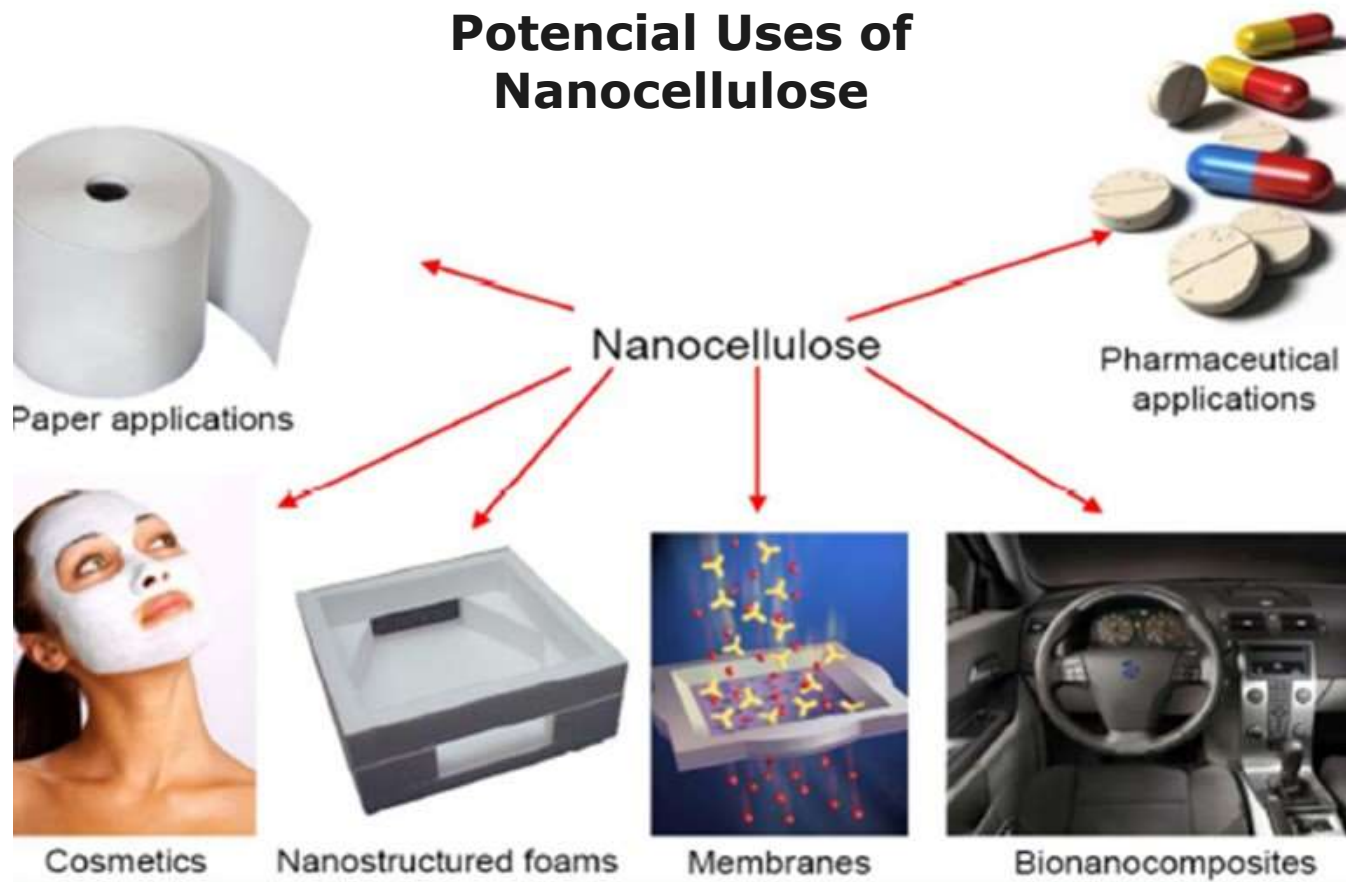 Potencial Uses of
Nanocellulose
Nanocellulose
Pharmaceutical
applications
Paper applications
Cosmetics
Nanostructured foams
Membranes
Bionanocomposites